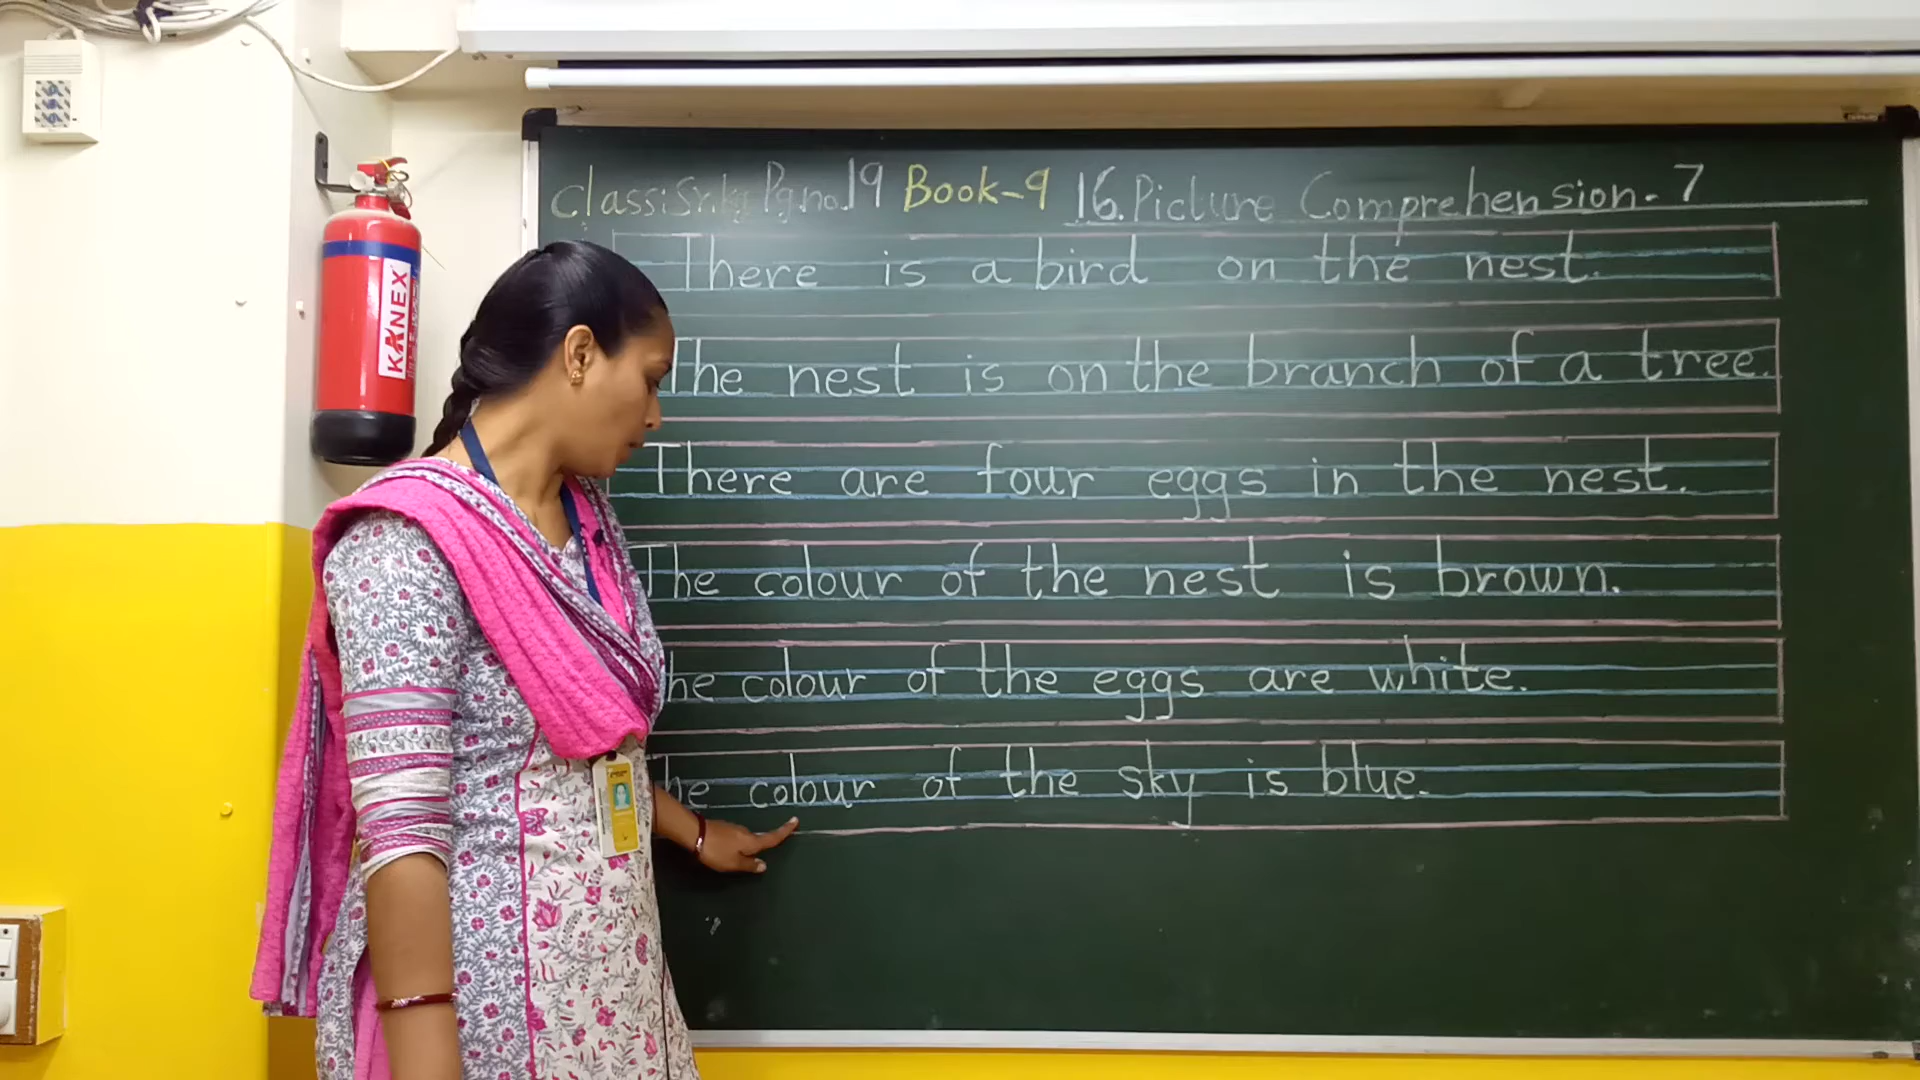 Class:Sr.kg Pg.no.19 Book-9 16.Picture Comprehension-7
There is a bird on the nest.
The nest is on the branch of a tree.
There are four eggs in the nest.
The colour of the nest is brown.
he colour of the eggs are white.
he colour of the sky is blue.
KANEX